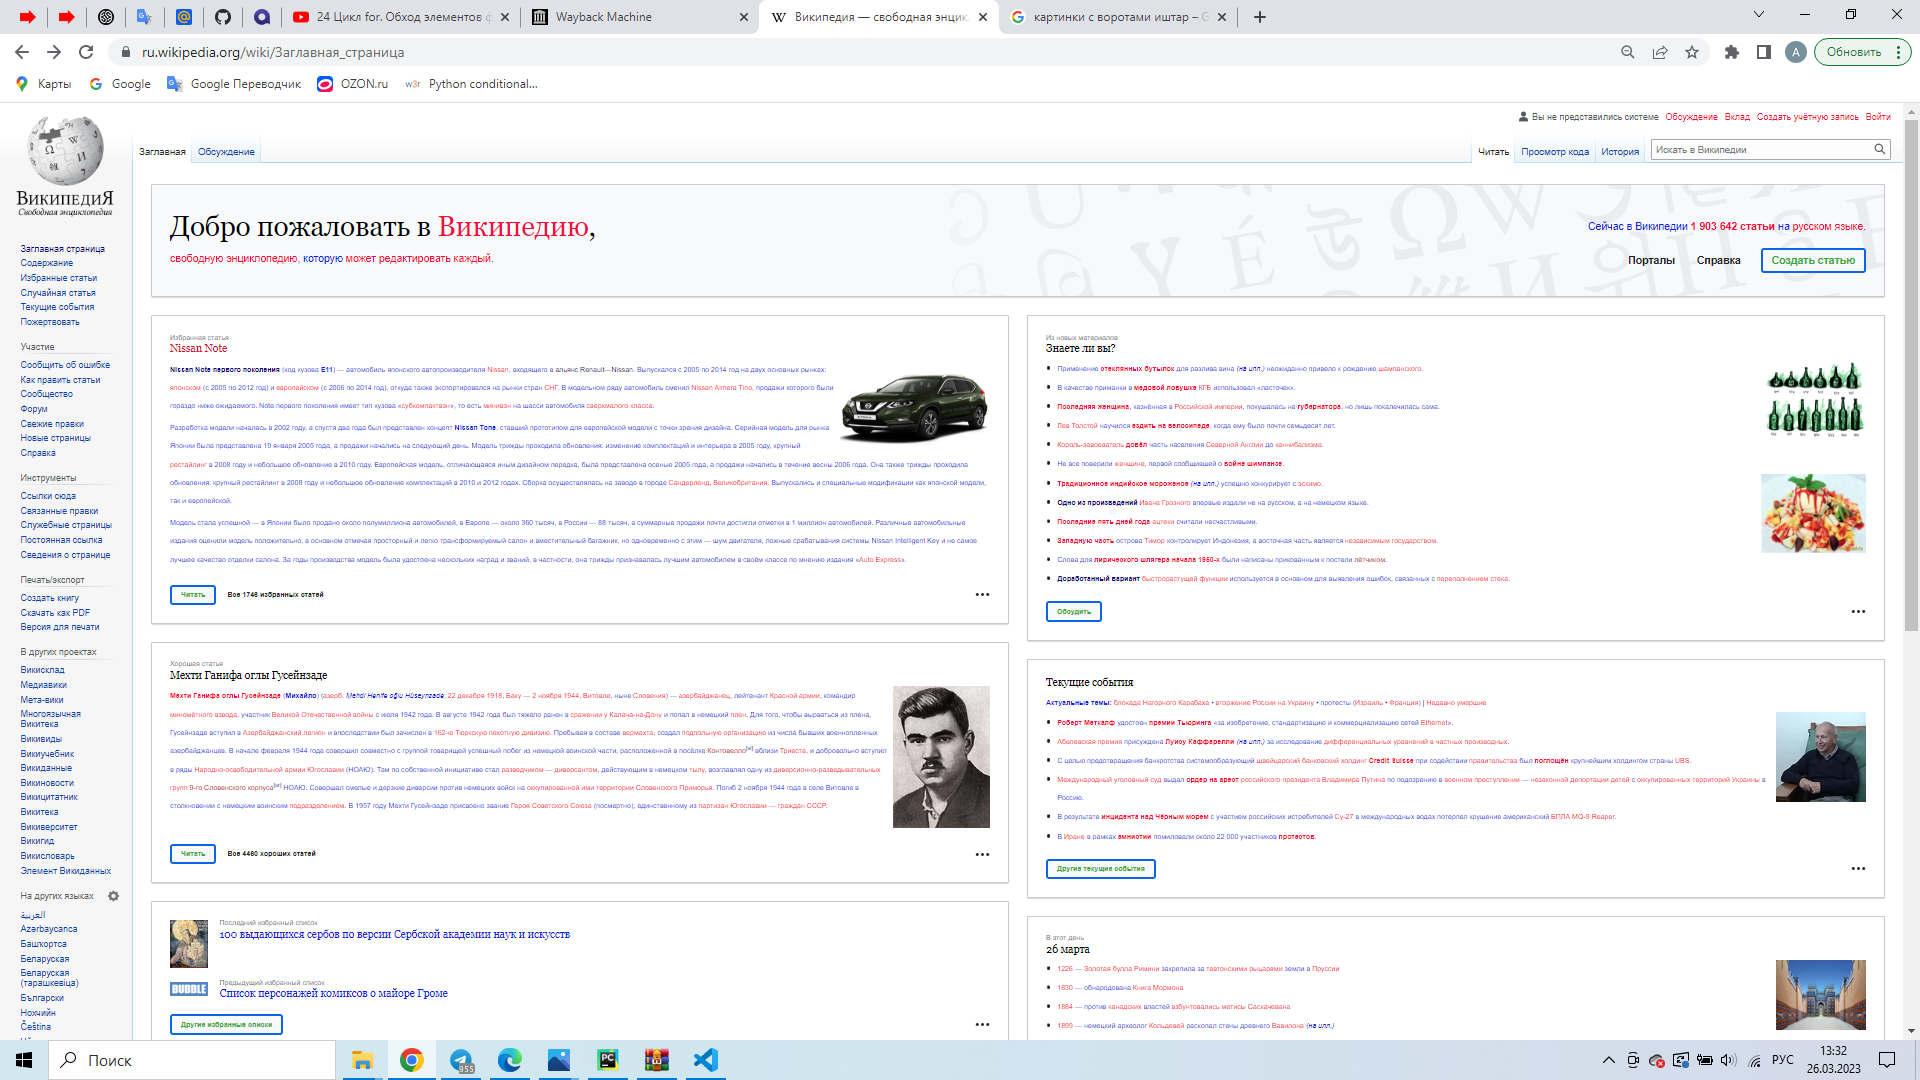 24 Цикл for. Обход элементов
Wayback Machine
Википедия — свободная энцик
картинки с воротами иштар –
ru.wikipedia.org/wiki/Заглавная_страница
А
Обновить
Карты
Google
Google Переводчик
OZON.ru
w3r
Python conditional...
Вы не представились системе Обсуждение Вклад Создать учётную запись Войти
Заглавная Обсуждение
Читать Просмотр кода История
Искать в Википедии
ВИКИПЕДИЯ
Свободная энциклопедия
Заглавная страница
Содержание
Избранные статьи
Случайная статья
Текущие события
Пожертвовать
Участие
Сообщить об ошибке
Как править статьи
Сообщество
Форум
Свежие правки
Новые страницы
Справка
Инструменты
Ссылки сюда
Связанные правки
Служебные страницы
Постоянная ссылка
Сведения о странице
Печать/экспорт
Создать книгу
Скачать как PDF
Версия для печати
В других проектах
Викисклад
Медиавики
Мета-вики
Многоязычная
Викитека
Викивиды
Викиучебник
Викиданные
Викиновости
Викицитатник
Викитека
Викиверситет
Викигид
Викисловарь
Элемент Викиданных
На других языках
العربية
Azərbaycanca
Башҡортса
Беларуская
Беларуская
(тарашкевіца)
Български
Нохчийн
Čeština
Добро пожаловать в Википедию,
свободную энциклопедию, которую может редактировать каждый.
Сейчас в Википедии 1 903 642 статьи на русском языке.
Порталы Справка Создать статью
Избранная статья
Nissan Note
Nissan Note первого поколения (код кузова E11) — автомобиль японского автопроизводителя Nissan, входящего в альянс Renault—Nissan. Выпускался с 2005 по 2014 год на двух основных рынках:
японском (с 2005 по 2012 год) и европейском (с 2006 по 2014 год), откуда также экспортировался на рынки стран СНГ. В модельном ряду автомобиль сменил Nissan Almera Tino, продажи которого были
гораздо ниже ожидаемого. Note первого поколения имеет тип кузова «субкомпактвэн», то есть минивэн на шасси автомобиля сверхмалого класса.
Разработка модели началась в 2002 году, а спустя два года был представлен концепт Nissan Tone, ставший прототипом для европейской модели с точки зрения дизайна. Серийная модель для рынка
Японии была представлена 19 января 2005 года, а продажи начались на следующий день. Модель трижды проходила обновления: изменение комплектаций и интерьера в 2005 году, крупный
рестайлинг в 2008 году и небольшое обновление в 2010 году. Европейская модель, отличающаяся иным дизайном передка, была представлена осенью 2005 года, а продажи начались в течение весны 2006 года. Она также трижды проходила
обновления: крупный рестайлинг в 2008 году и небольшое обновление комплектаций в 2010 и 2012 годах. Сборка осуществлялась на заводе в городе Сандерленд, Великобритания. Выпускались и специальные модификации как японской модели,
так и европейской.
Модель стала успешной — в Японии было продано около полумиллиона автомобилей, в Европе — около 360 тысяч, в России — 88 тысяч, а суммарные продажи почти достигли отметки в 1 миллион автомобилей. Различные автомобильные
издания оценили модель положительно, в основном отмечая просторный и легко трансформируемый салон и вместительный багажник, но одновременно с этим — шум двигателя, ложные срабатывания системы Nissan Intelligent Key и не самое
лучшее качество отделки салона. За годы производства модель была удостоена нескольких наград и званий, в частности, она трижды признавалась лучшим автомобилем в своём классе по мнению издания «Auto Express».
Читать Все 1746 избранных статей
Хорошая статья
Мехти Ганифа оглы Гусейнзаде
Мехти Ганифа оглы Гусейнзаде (Михайло) (азерб. Mehdi Hənifə oğlu Hüseynzadə; 22 декабря 1918, Баку — 2 ноября 1944, Витовле, ныне Словения) — азербайджанец, лейтенант Красной армии, командир
миномётного взвода, участник Великой Отечественной войны с июля 1942 года. В августе 1942 года был тяжело ранен в сражении у Калача-на-Дону и попал в немецкий плен. Для того, чтобы вырваться из плена,
Гусейнзаде вступил в Азербайджанский легион и впоследствии был зачислен в 162-ю Тюркскую пехотную дивизию. Пребывая в составе вермахта, создал подпольную организацию из числа бывших военнопленных
азербайджанцев. В начале февраля 1944 года совершил совместно с группой товарищей успешный побег из немецкой воинской части, расположенной в посёлке Контовелло[sl] вблизи Триеста, и добровольно вступил
в ряды Народно-освободительной армии Югославии (НОАЮ). Там по собственной инициативе стал разведчиком — диверсантом, действующим в немецком тылу, возглавлял одну из диверсионно-разведывательных
групп 9-го Словенского корпуса[sl] НОАЮ. Совершал смелые и дерзкие диверсии против немецких войск на оккупированной ими территории Словенского Приморья. Погиб 2 ноября 1944 года в селе Витовле в
столкновении с немецким воинским подразделением. В 1957 году Мехти Гусейнзаде присвоено звание Героя Советского Союза (посмертно), единственному из партизан Югославии — граждан СССР.
Читать Все 4460 хороших статей
Последний избранный список
100 выдающихся сербов по версии Сербской академии наук и искусств
BUBBLE
Предыдущий избранный список
Список персонажей комиксов о майоре Громе
Другие избранные списки
Из новых материалов
Знаете ли вы?
Применение стеклянных бутылок для разлива вина (на илл.) неожиданно привело к рождению шампанского.
В качестве приманки в медовой ловушке КГБ использовал «ласточек».
Последняя женщина, казнённая в Российской империи, покушалась на губернатора, но лишь покалечилась сама.
Лев Толстой научился ездить на велосипеде, когда ему было почти семьдесят лет.
Король-завоеватель довёл часть населения Северной Англии до каннибализма.
Не все поверили женщине, первой сообщившей о войне шимпанзе.
Традиционное индийское мороженое (на илл.) успешно конкурирует с эскимо.
Одно из произведений Ивана Грозного впервые издали не на русском, а на немецком языке.
Последние пять дней года ацтеки считали несчастливыми.
Западную часть острова Тимор контролирует Индонезия, а восточная часть является независимым государством.
Слова для лирического шлягера начала 1950-х были написаны прикованным к постели лётчиком.
Доработанный вариант быстрорастущей функции используется в основном для выявления ошибок, связанных с переполнением стека.
Обсудить
Текущие события
Актуальные темы: блокада Нагорного Карабаха • вторжение России на Украину • протесты (Израиль • Франция) | Недавно умершие
Роберт Меткалф удостоен премии Тьюринга «за изобретение, стандартизацию и коммерциализацию сетей Ethernet».
Абелевская премия присуждена Луису Каффарелли (на илл.) за исследование дифференциальных уравнений в частных производных.
С целью предотвращения банкротства системообразующий швейцарский банковский холдинг Credit Suisse при содействии правительства был поглощён крупнейшим холдингом страны UBS.
Международный уголовный суд выдал ордер на арест российского президента Владимира Путина по подозрению в военном преступлении — незаконной депортации детей с оккупированных территорий Украины в
Россию.
В результате инцидента над Чёрным морем с участием российских истребителей Су-27 в международных водах потерпел крушение американский БПЛА MQ-9 Reaper.
В Иране в рамках амнистии помиловали около 22 000 участников протестов.
Другие текущие события
В этот день
26 марта
1226 — Золотая булла Римини закрепила за тевтонскими рыцарями земли в Пруссии
1830 — обнародована Книга Мормона
1884 — против канадских властей взбунтовались метисы Саскачевана
1899 — немецкий археолог Кольдевей раскопал стены древнего Вавилона (на илл.)
Поиск
955
PC
РУС
13:32
26.03.2023